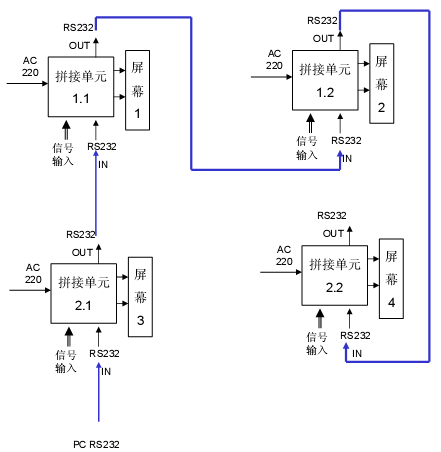 RS232
OUT
AC
220
拼接单元
1.1
屏
幕
1
信号
输入
RS232
IN
RS232
OUT
AC
220
拼接单元
1.2
屏
幕
2
信号
输入
RS232
IN
RS232
OUT
AC
220
拼接单元
2.1
屏
幕
3
信号
输入
RS232
IN
RS232
OUT
AC
220
拼接单元
2.2
屏
幕
4
信号
输入
RS232
IN
PC RS232